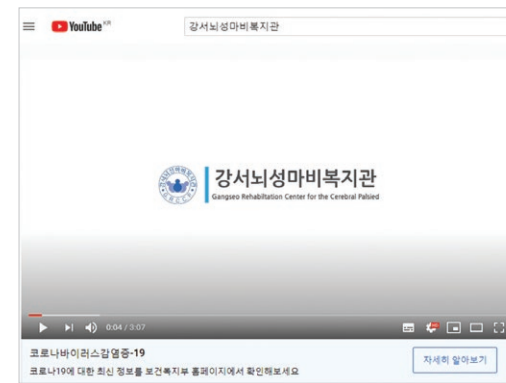 YouTube KR
강서뇌성마비복지관
강서뇌성마비복지관
Gangseo Rehabilitation Center for the Cerebral Palsied
0:04 / 3:07
코로나바이러스감염증-19
코로나19에 대한 최신 정보를 보건복지부 홈페이지에서 확인해보세요
자세히 알아보기